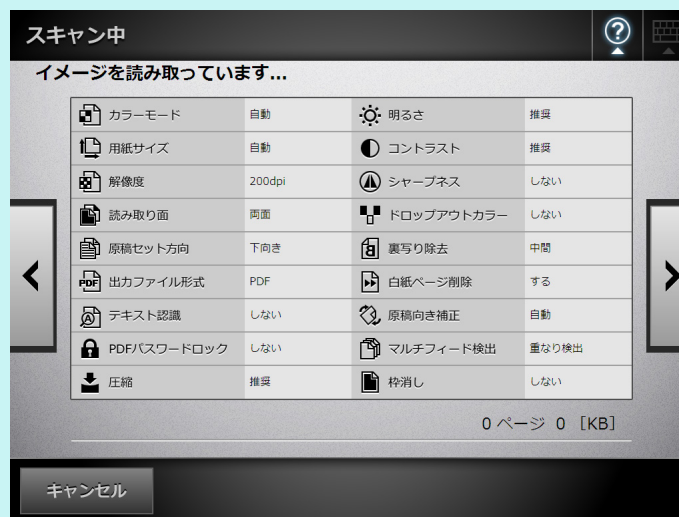 スキャン中
?
イメージを読み取っています...
カラーモード 自動 明るさ 推奨
用紙サイズ 自動 コントラスト 推奨
解像度 200dpi シャープネス しない
読み取り面 両面 ドロップアウトカラー しない
原稿セット方向 下向き 裏写り除去 中間
PDF 出力ファイル形式 PDF 白紙ページ削除 する
テキスト認識 しない 原稿向き補正 自動
PDFパスワードロック しない マルチフィード検出 重なり検出
圧縮 推奨 枠消し しない
0 ページ 0 [KB]
キャンセル